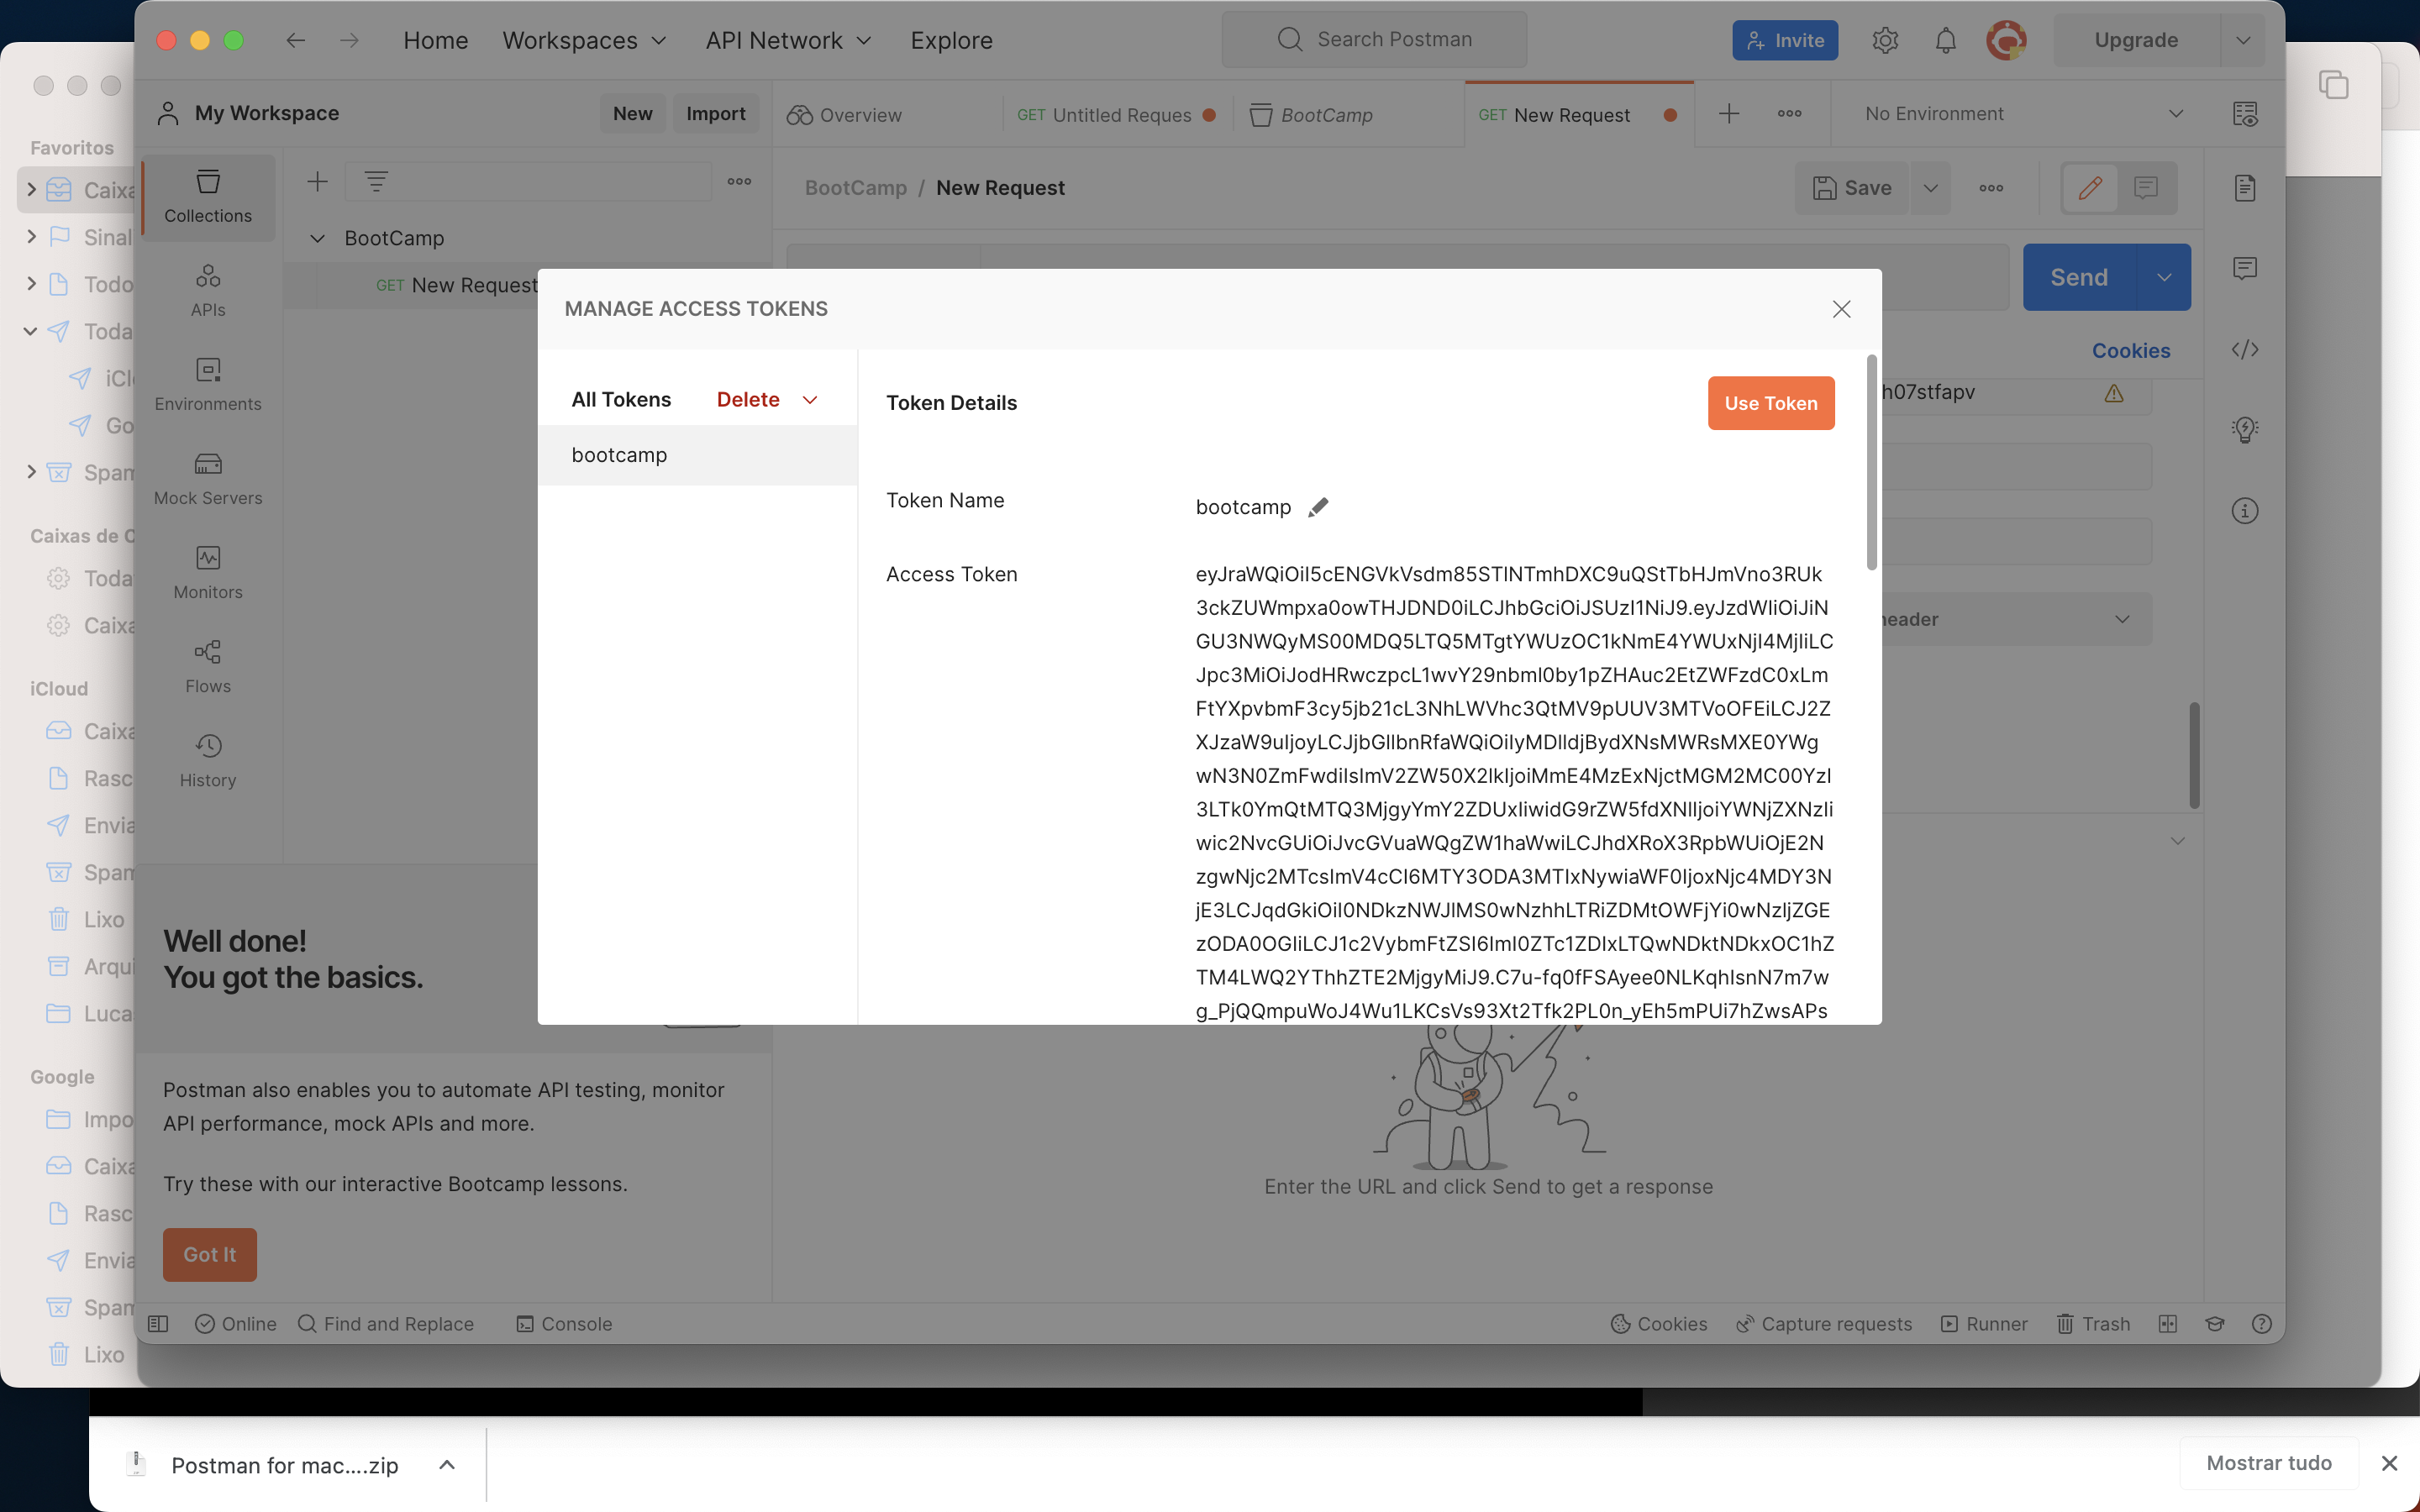 Home
Workspaces
API Network
Explore
Search Postman
Invite
Upgrade
My Workspace
New
Import
Overview
GET Untitled Reques
BootCamp
GET New Request
No Environment
Favoritos
Caixa
Sinal
Todo
Toda
iClo
Go
Spam
Caixas de C
Toda
Caixa
iCloud
Caixa
Rasc
Envia
Spam
Lixo
Arqui
Luca
Google
Impo
Caixa
Rasc
Envia
Spam
Lixo
Collections
APIs
Environments
Mock Servers
Monitors
Flows
History
BootCamp
GET New Request
BootCamp / New Request
Save
Send
Cookies
h07stfapv
header
MANAGE ACCESS TOKENS
All Tokens
Delete
bootcamp
Token Details
Use Token
Token Name
bootcamp
Access Token
Well done!
You got the basics.
Postman also enables you to automate API testing, monitor
API performance, mock APIs and more.
Try these with our interactive Bootcamp lessons.
Got It
Enter the URL and click Send to get a response
Online
Find and Replace
Console
Cookies
Capture requests
Runner
Trash
Postman for mac....zip
Mostrar tudo